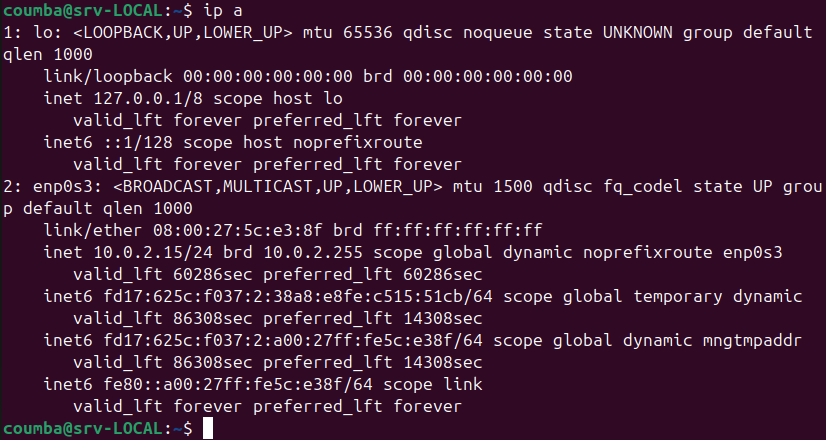 coumba@srv-LOCAL:~$ ip a
1: lo: <LOOPBACK,UP,LOWER_UP> mtu 65536 qdisc noqueue state UNKNOWN group default
qlen 1000
    link/loopback 00:00:00:00:00:00 brd 00:00:00:00:00:00
    inet 127.0.0.1/8 scope host lo
       valid_lft forever preferred_lft forever
    inet6 ::1/128 scope host noprefixroute
       valid_lft forever preferred_lft forever
2: enp0s3: <BROADCAST,MULTICAST,UP,LOWER_UP> mtu 1500 qdisc fq_codel state UP grou
p default qlen 1000
    link/ether 08:00:27:5c:e3:8f brd ff:ff:ff:ff:ff:ff
    inet 10.0.2.15/24 brd 10.0.2.255 scope global dynamic noprefixroute enp0s3
       valid_lft 60286sec preferred_lft 60286sec
    inet6 fd17:625c:f037:2:38a8:e8fe:c515:51cb/64 scope global temporary dynamic
       valid_lft 86308sec preferred_lft 14308sec
    inet6 fd17:625c:f037:2:a00:27ff:fe5c:e38f/64 scope global dynamic mngtmpaddr
       valid_lft 86308sec preferred_lft 14308sec
    inet6 fe80::a00:27ff:fe5c:e38f/64 scope link
       valid_lft forever preferred_lft forever
coumba@srv-LOCAL:~$